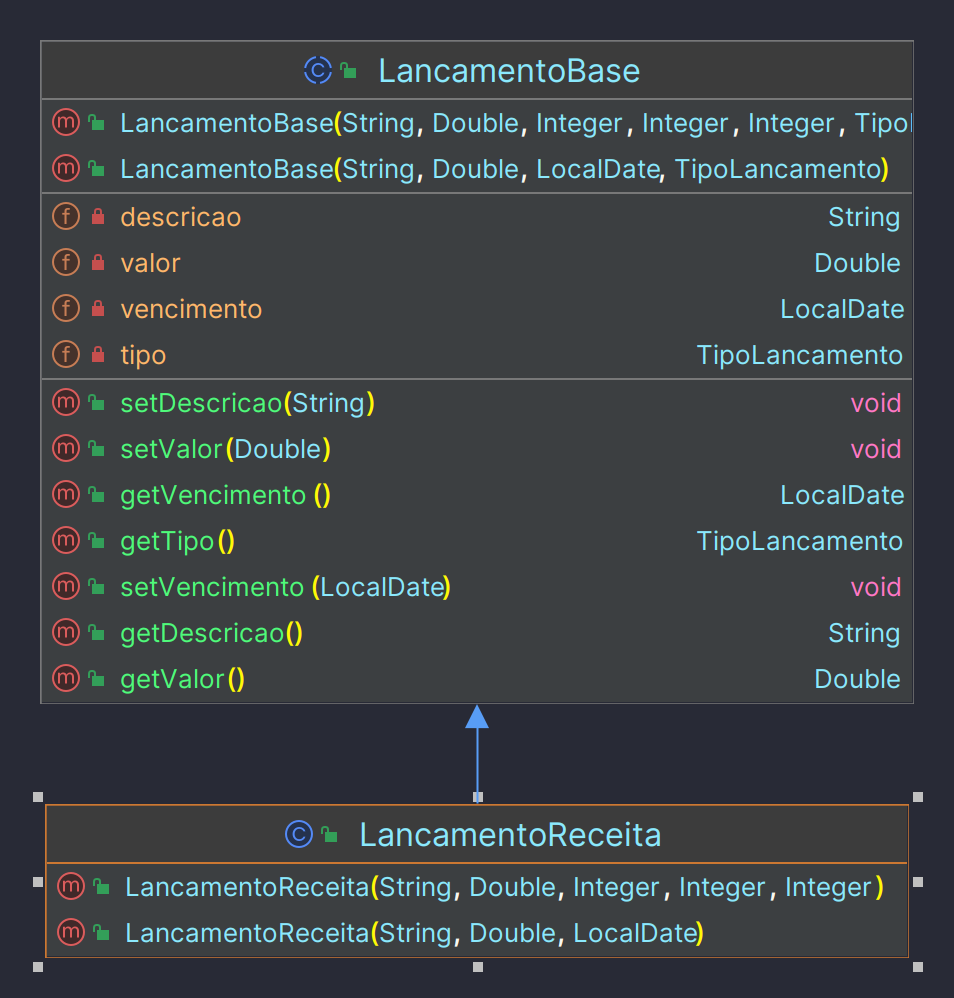 LancamentoBase
LancamentoBase(String, Double, Integer, Integer, Integer, Tipo
LancamentoBase(String, Double, LocalDate, TipoLancamento)
descricao String
valor Double
vencimento LocalDate
tipo TipoLancamento
setDescricao(String) void
setValor(Double) void
getVencimento() LocalDate
getTipo() TipoLancamento
setVencimento(LocalDate) void
getDescricao() String
getValor() Double
LancamentoReceita
LancamentoReceita(String, Double, Integer, Integer, Integer)
LancamentoReceita(String, Double, LocalDate)